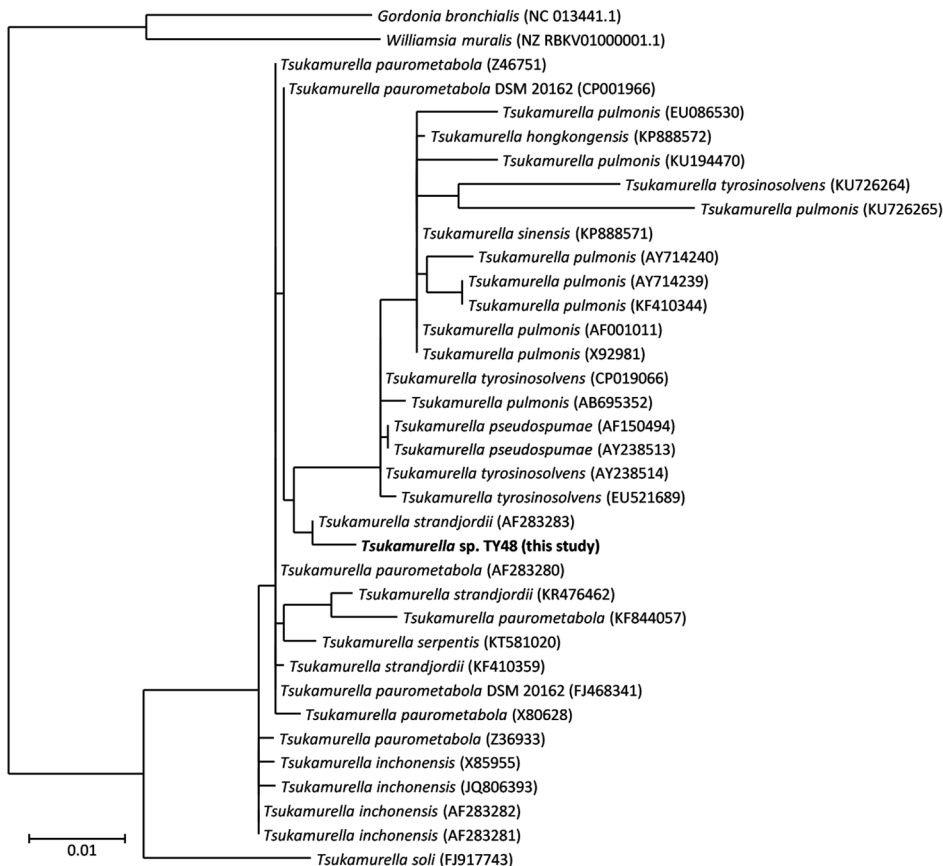 Gordonia bronchialis (NC 013441.1)
Williamsia muralis (NZ RBKV01000001.1)
Tsukamurella paurometabola (Z46751)
Tsukamurella paurometabola DSM 20162 (CP001966)
Tsukamurella pulmonis (EU086530)
Tsukamurella hongkongensis (KP888572)
Tsukamurella pulmonis (KU194470)
Tsukamurella tyrosinosolvens (KU726264)
Tsukamurella pulmonis (KU726265)
Tsukamurella sinensis (KP888571)
Tsukamurella pulmonis (AY714240)
Tsukamurella pulmonis (AY714239)
Tsukamurella pulmonis (KF410344)
Tsukamurella pulmonis (AF001011)
Tsukamurella pulmonis (X92981)
Tsukamurella tyrosinosolvens (CP019066)
Tsukamurella pulmonis (AB695352)
Tsukamurella pseudospumae (AF150494)
Tsukamurella pseudospumae (AY238513)
Tsukamurella tyrosinosolvens (AY238514)
Tsukamurella tyrosinosolvens (EU521689)
Tsukamurella strandjordii (AF283283)
Tsukamurella sp. TY48 (this study)
Tsukamurella paurometabola (AF283280)
Tsukamurella strandjordii (KR476462)
Tsukamurella paurometabola (KF844057)
Tsukamurella serpentis (KT581020)
Tsukamurella strandjordii (KF410359)
Tsukamurella paurometabola DSM 20162 (FJ468341)
Tsukamurella paurometabola (X80628)
Tsukamurella paurometabola (Z36933)
Tsukamurella inchonensis (X85955)
Tsukamurella inchonensis (JQ806393)
Tsukamurella inchonensis (AF283282)
Tsukamurella inchonensis (AF283281)
0.01
Tsukamurella soli (FJ917743)